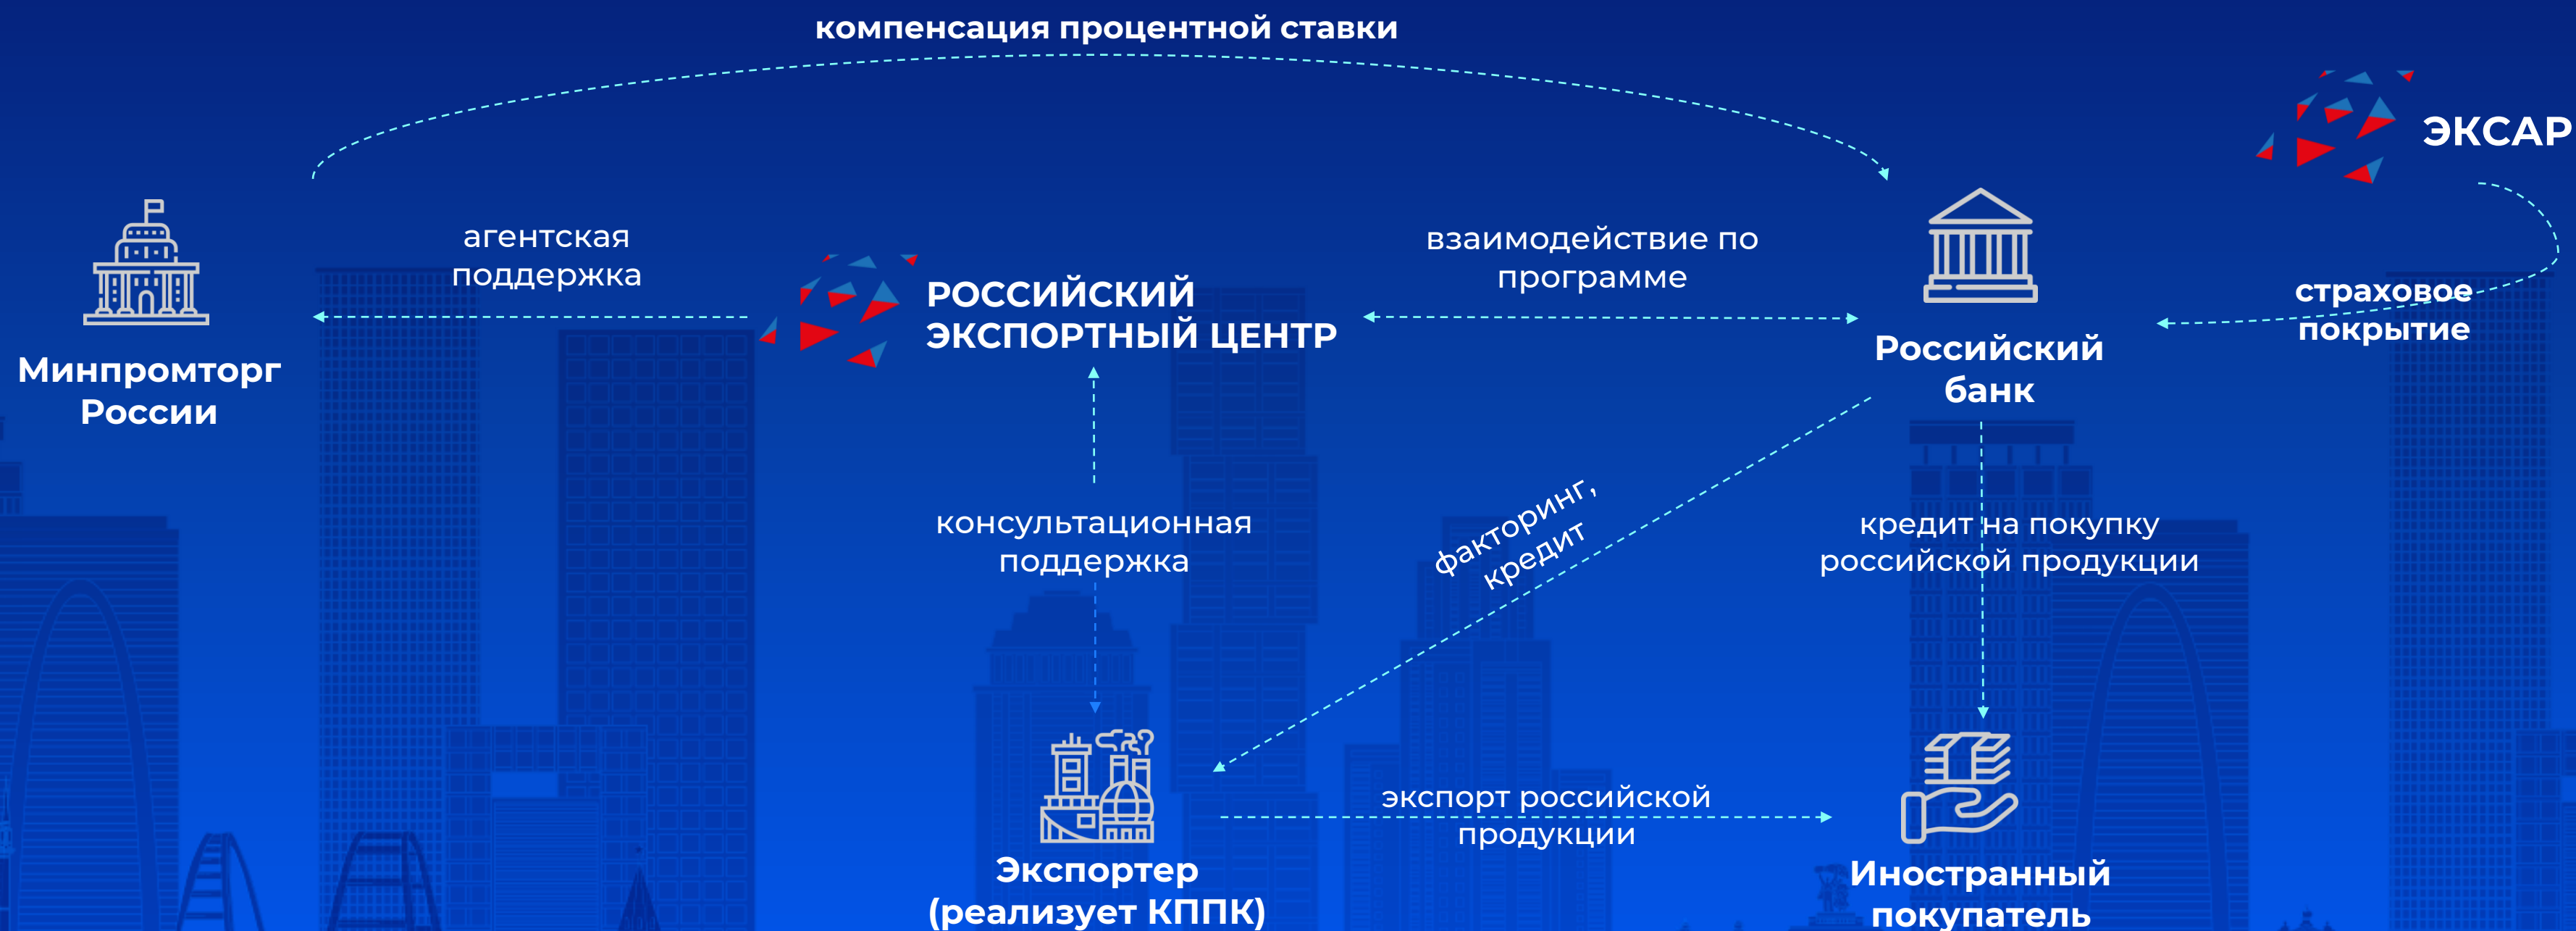 компенсация процентной ставки
ЭКСАР
агентская
поддержка
РОССИЙСКИЙ
ЭКСПОРТНЫЙ ЦЕНТР
взаимодействие по
программе
страховое
покрытие
Минпромторг
России
Российский
банк
консультационная
поддержка
факторинг,
кредит
кредит на покупку
российской продукции
экспорт российской
продукции
Экспортер
(реализует КППК)
Иностранный
покупатель